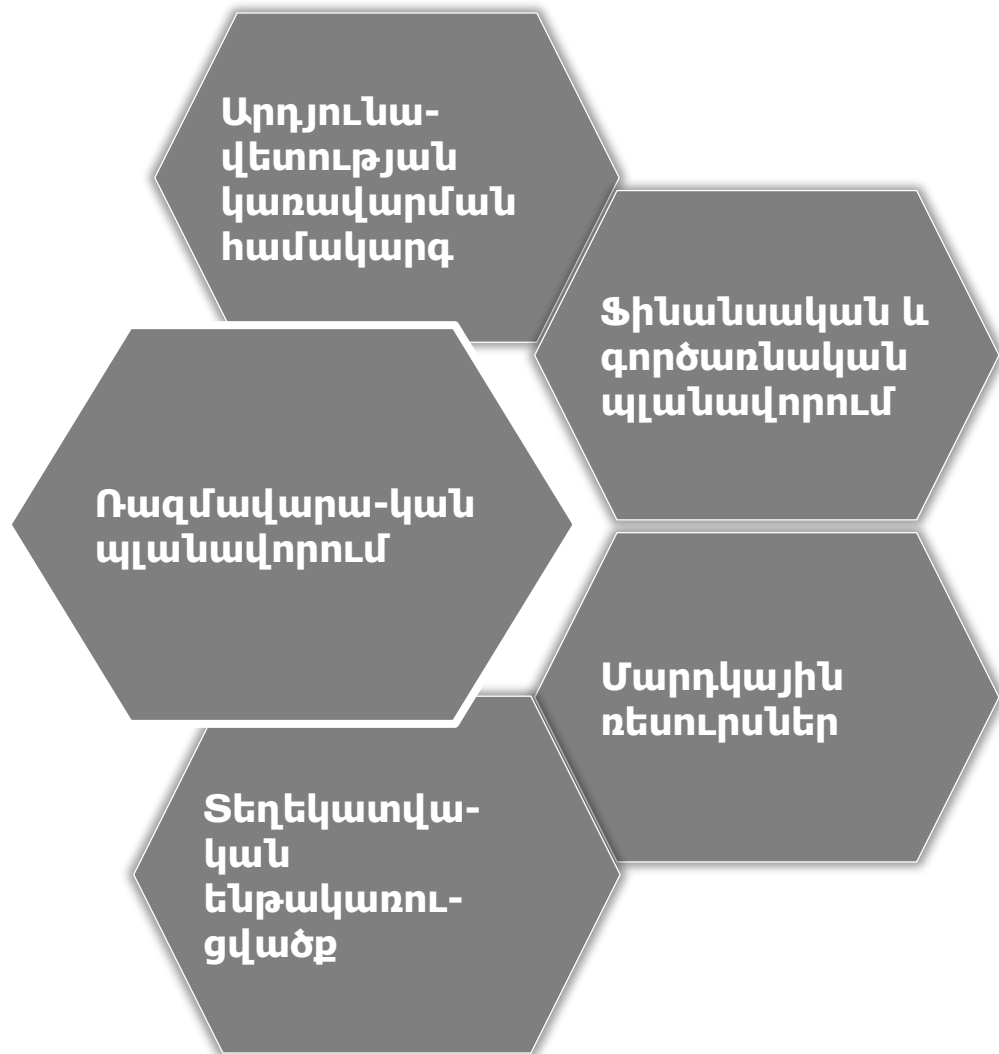 Արդյունա-
վետության
կառավարման
համակարգ
Ֆինանսական և
գործառնական
պլանավորում
Ռազմավարա-կան
պլանավորում
Մարդկային
ռեսուրսներ
Տեղեկատվա-
կան
ենթակառու-
ցվածք